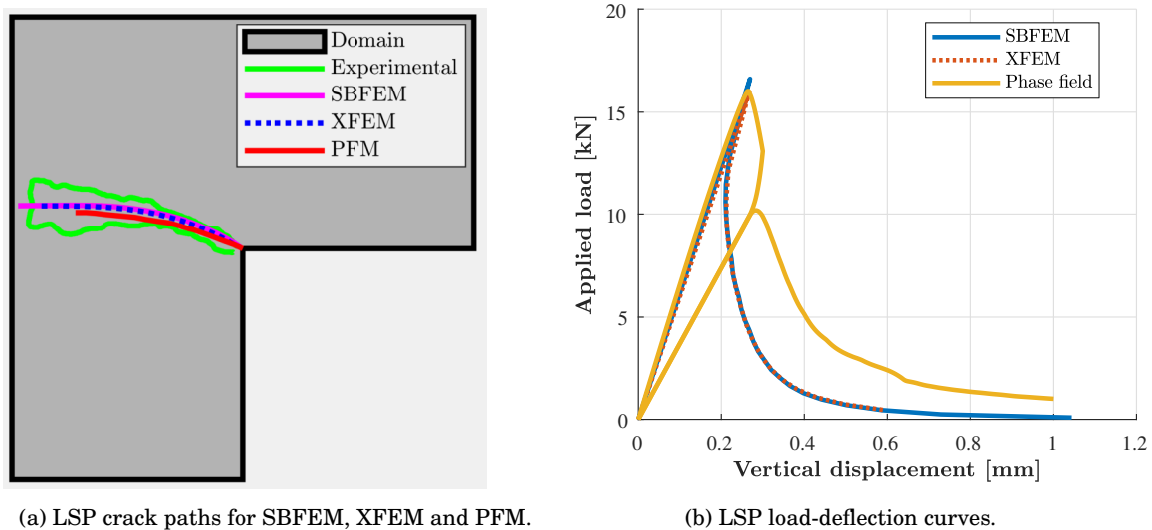 Domain
Experimental
SBFEM
XFEM
PFM
(a) LSP crack paths for SBFEM, XFEM and PFM.
20
15
10
5
0
Applied load [kN]
SBFEM
XFEM
Phase field
0 0.2 0.4 0.6 0.8 1 1.2
Vertical displacement [mm]
(b) LSP load-deflection curves.